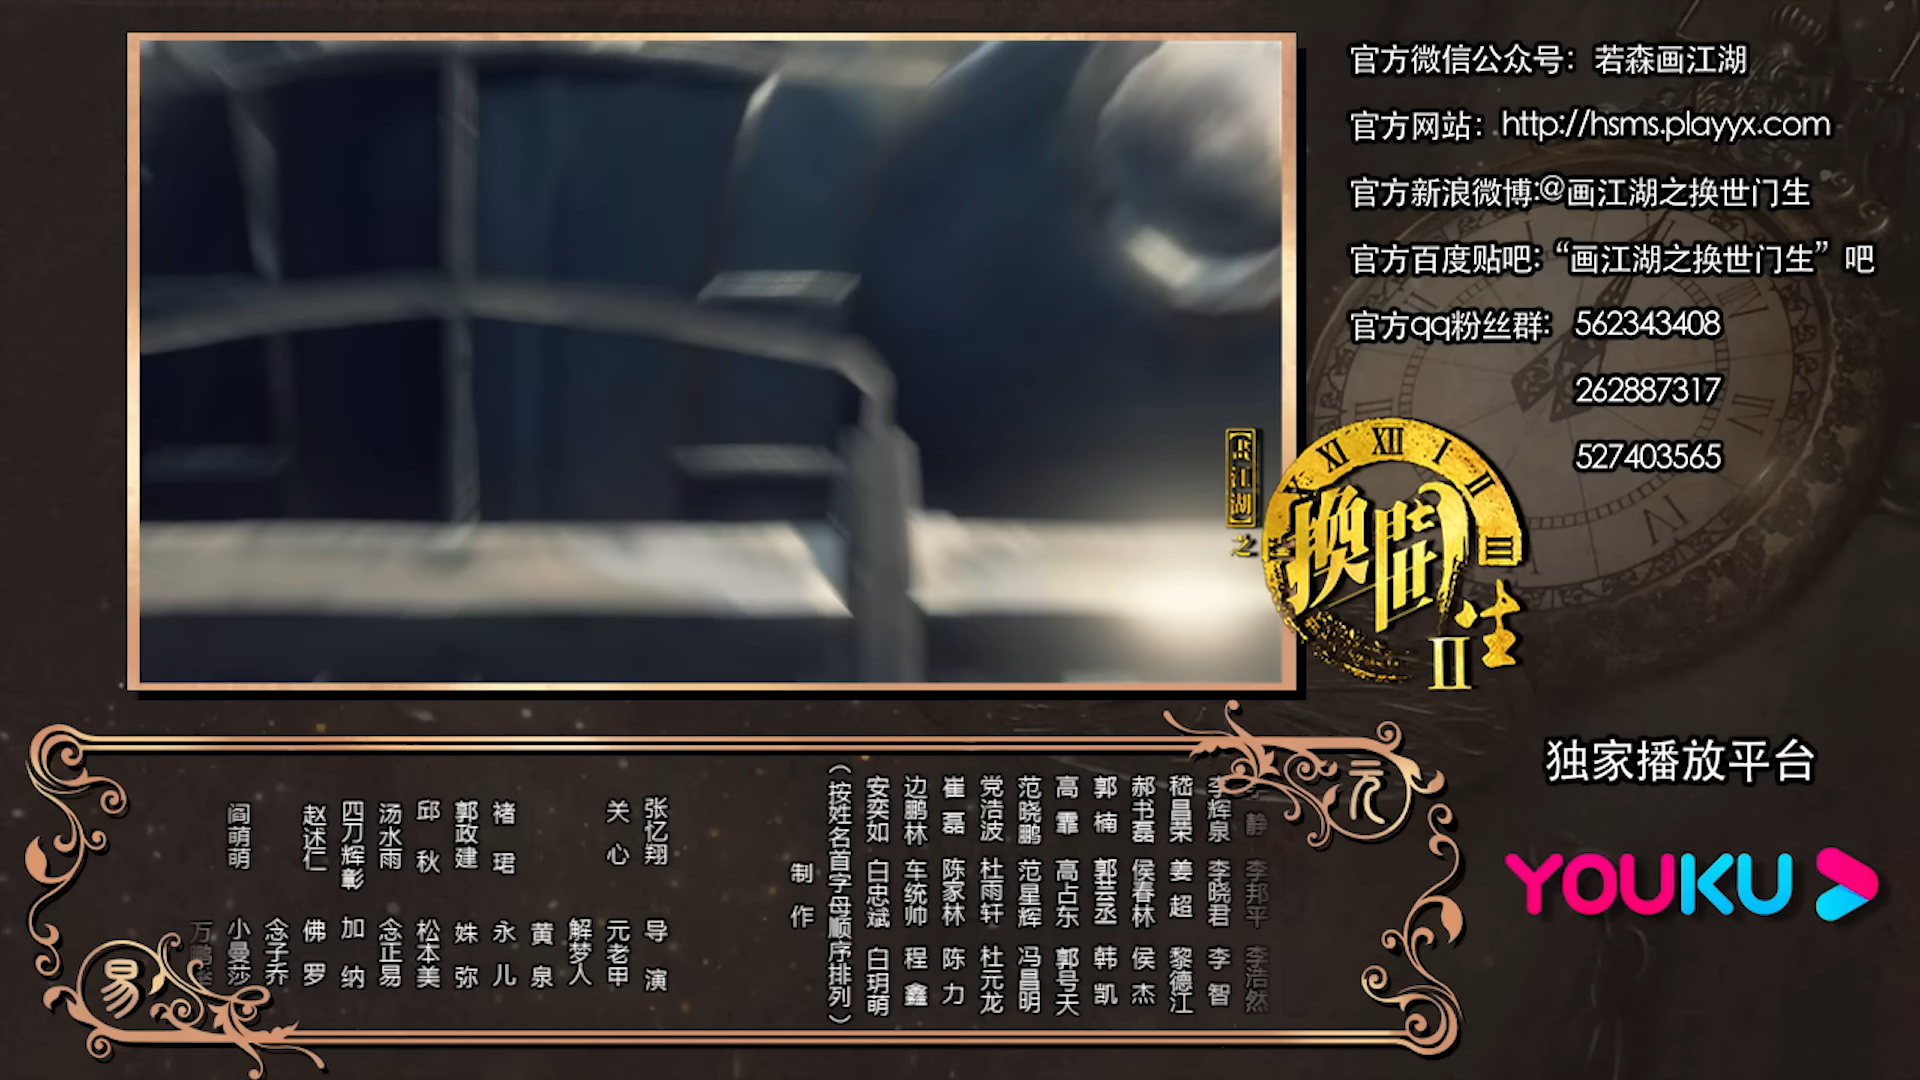 官方微信公众号：若森画江湖
官方网站：http://hsms.playyx.com
官方新浪微博:@画江湖之换世门生
官方百度贴吧：“画江湖之换世门生”吧
官方qq粉丝群：562343408
262887317
527403565
【画江湖】
之
XI XII I II III
換世門生
II
独家播放平台
YOUKU
元
易
静
李邦平
李浩然
李辉泉
李晓君
李智
嵇昌荣
姜超
黎德江
郝书磊
侯春林
侯杰
郭楠
郭芸丞
韩凯
高霏
高占东
郭号天
范晓鹏
范星辉
冯昌明
党浩波
杜雨轩
杜元龙
崔磊
陈家林
陈力
边鹏林
车统帅
程鑫
安奕如
白忠斌
白玥萌
（按姓名首字母顺序排列）
制作
张忆翔
导演
关心
元老甲
解梦人
黄泉
褚珺
永儿
郭政建
姝弥
邱秋
松本美
汤水雨
念正易
四刀辉彰
加纳
赵沭仁
佛罗
念子乔
阎萌萌
小曼莎